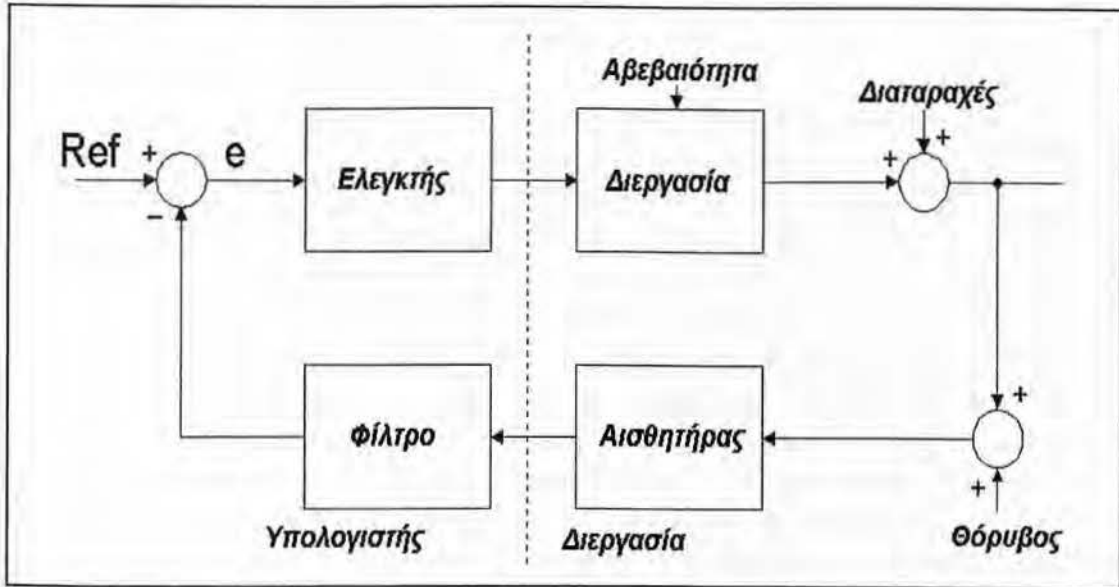 Αβεβαιότητα
Διαταραχές
Ref + e
Ελεγκτής
Διεργασία
+ +
−
+
Φίλτρο
Αισθητήρας
+
Υπολογιστής
Διεργασία
Θόρυβος